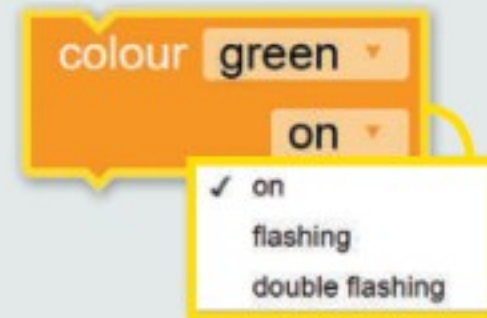 colour green
on
✓ on
flashing
double flashing